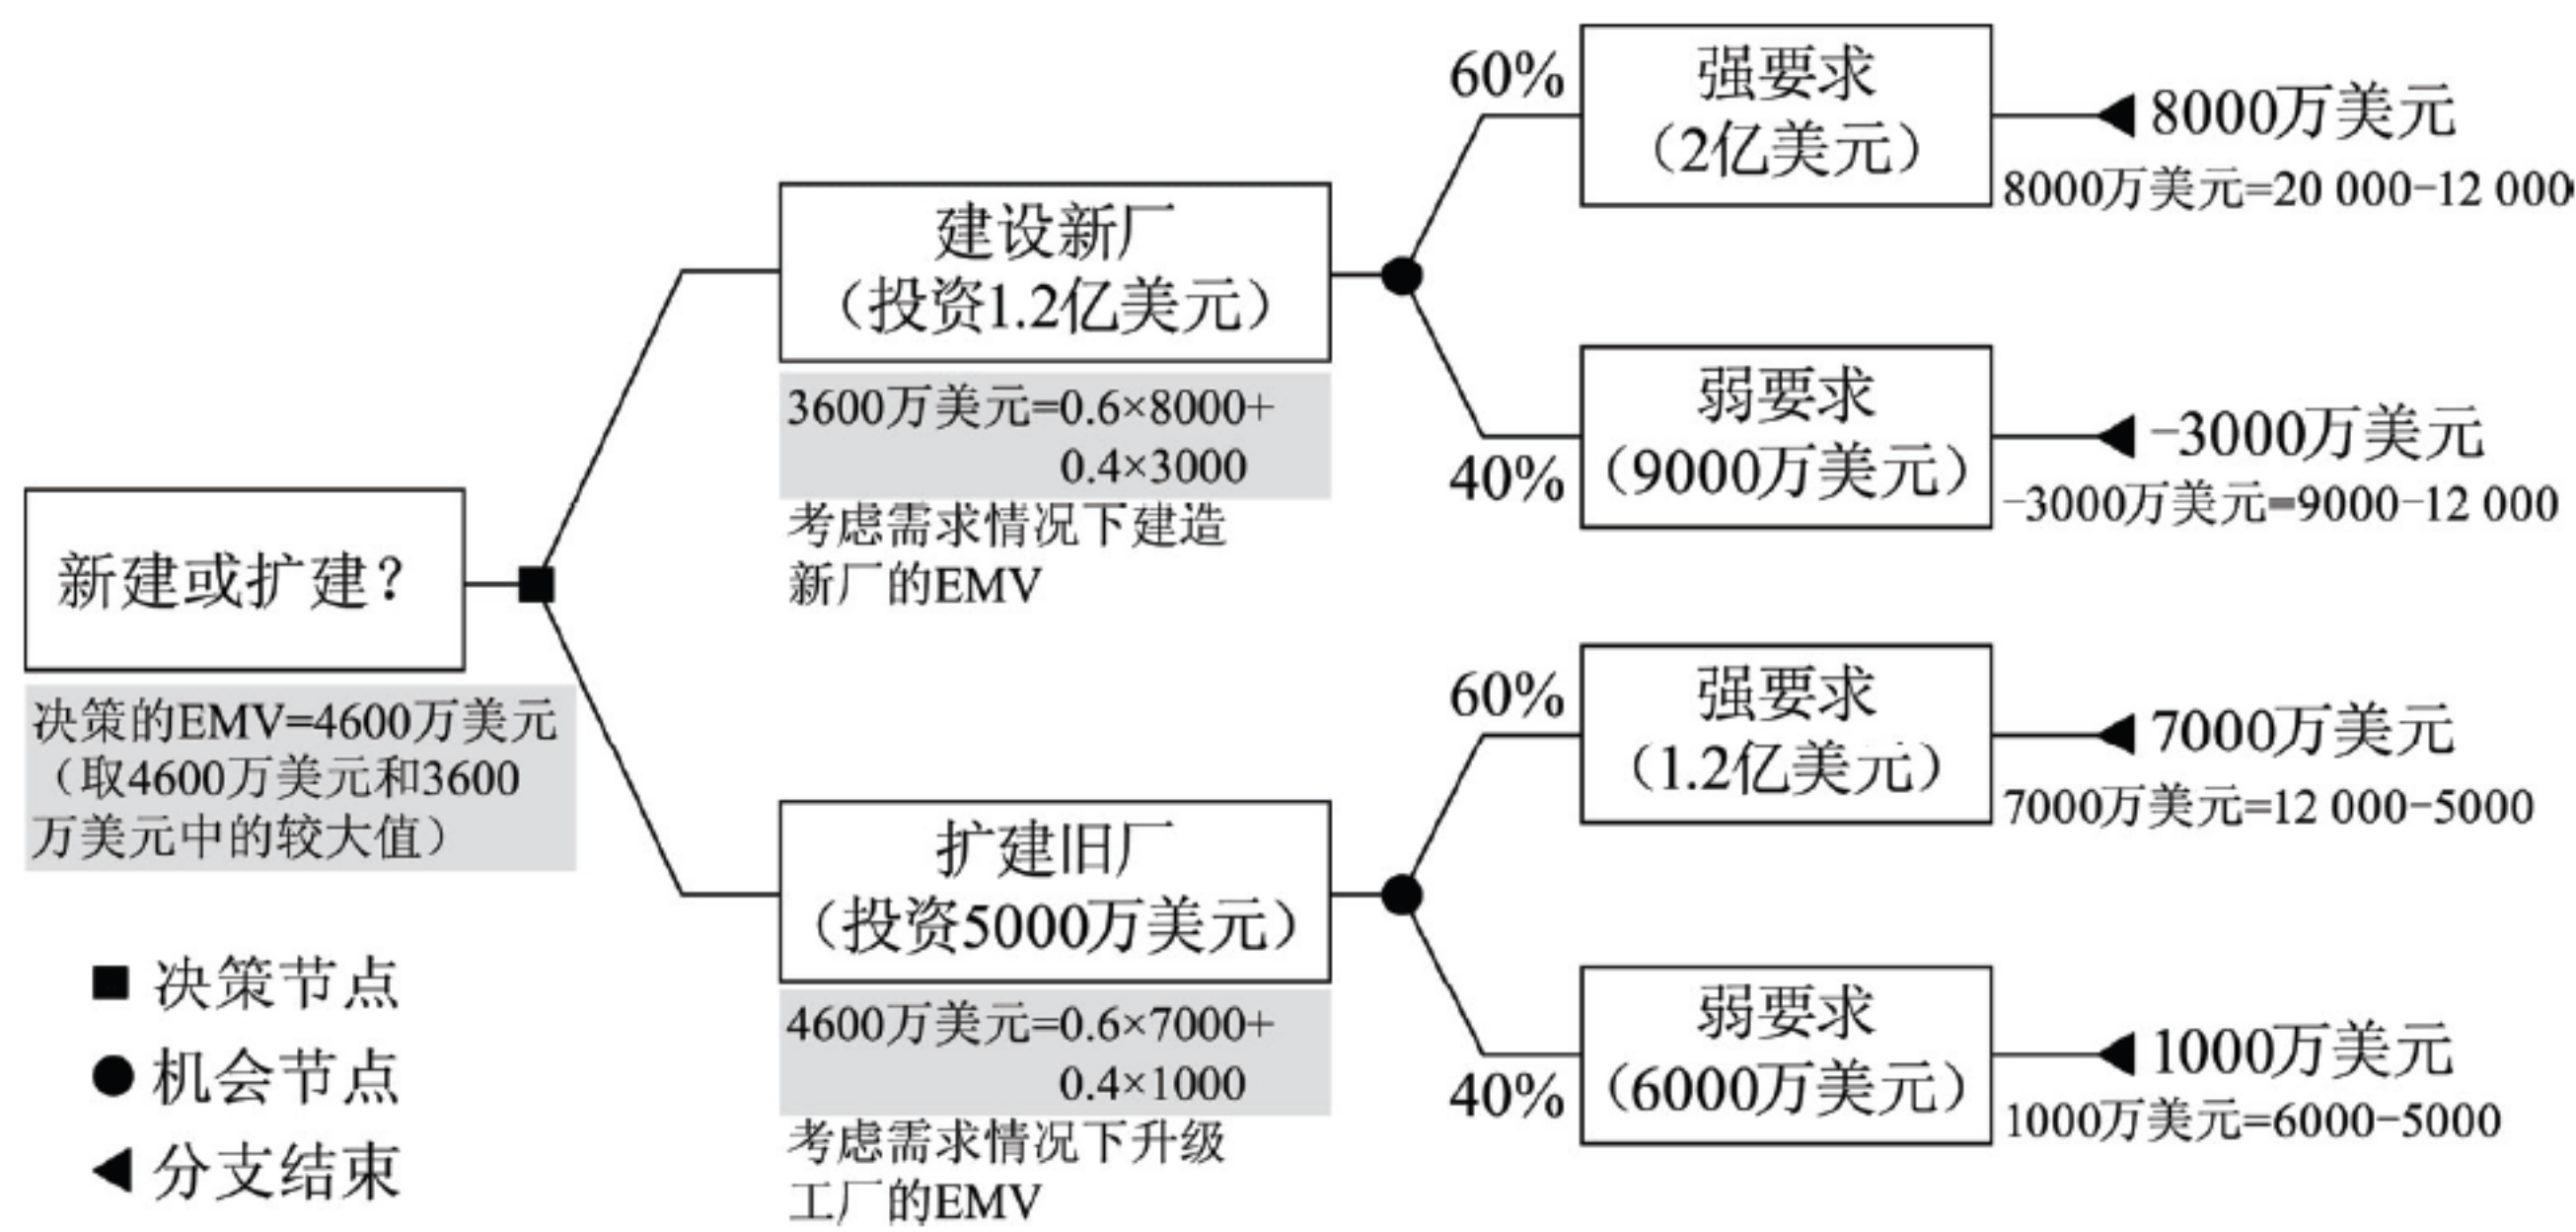 新建或扩建？
决策的EMV=4600万美元
（取4600万美元和3600
万美元中的较大值）
建设新厂
（投资1.2亿美元）
3600万美元=0.6×8000+
0.4×3000
考虑需求情况下建造
新厂的EMV
60%
强要求
（2亿美元）
8000万美元
8000万美元=20 000-12 000
40%
弱要求
（9000万美元）
-3000万美元
-3000万美元=9000-12 000
扩建旧厂
（投资5000万美元）
4600万美元=0.6×7000+
0.4×1000
考虑需求情况下升级
工厂的EMV
60%
强要求
（1.2亿美元）
7000万美元
7000万美元=12 000-5000
40%
弱要求
（6000万美元）
1000万美元
1000万美元=6000-5000
决策节点
机会节点
分支结束